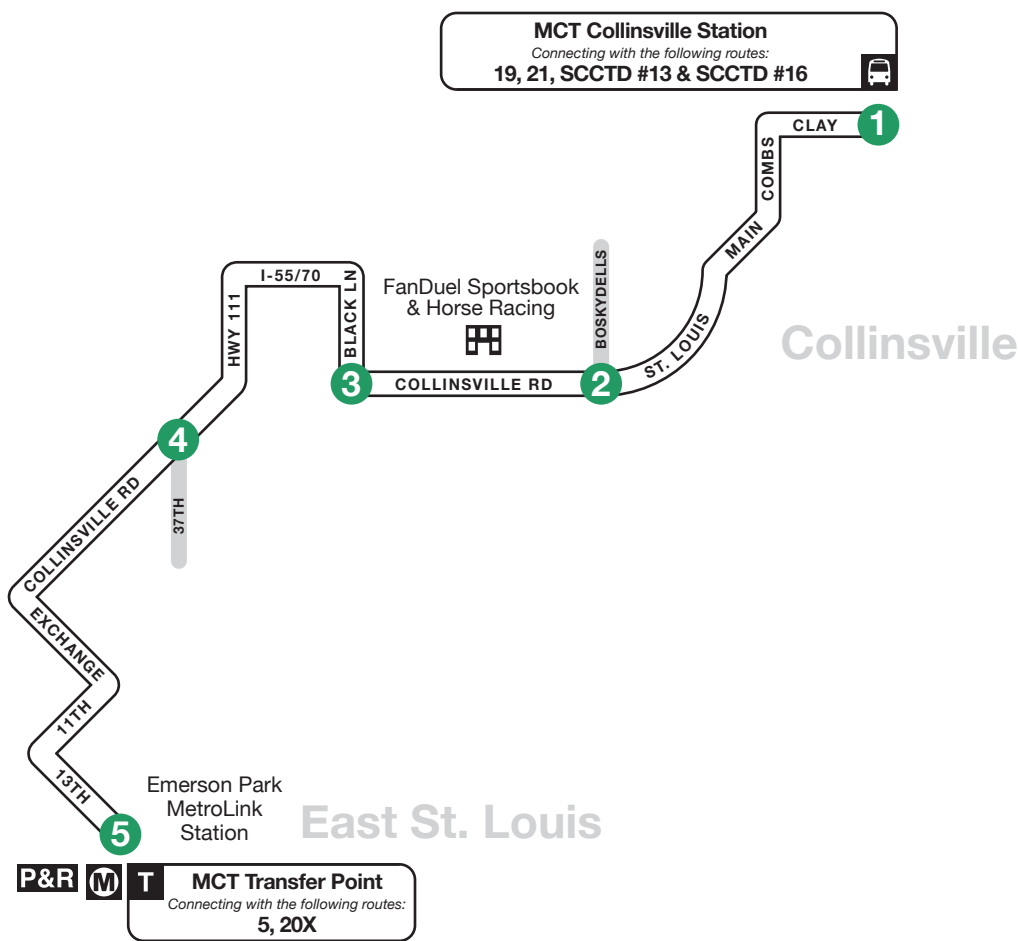 MCT Collinsville Station
Connecting with the following routes:
19, 21, SCCTD #13 & SCCTD #16
CLAY
1
COMBS
MAIN
ST. LOUIS
Collinsville
BOSKYDELLS
2
FanDuel Sportsbook
& Horse Racing
COLLINSVILLE RD
3
BLACK LN
I-55/70
HWY 111
4
37TH
COLLINSVILLE RD
EXCHANGE
11TH
13TH
5
Emerson Park
MetroLink
Station
East St. Louis
P&R
M
T
MCT Transfer Point
Connecting with the following routes:
5, 20X